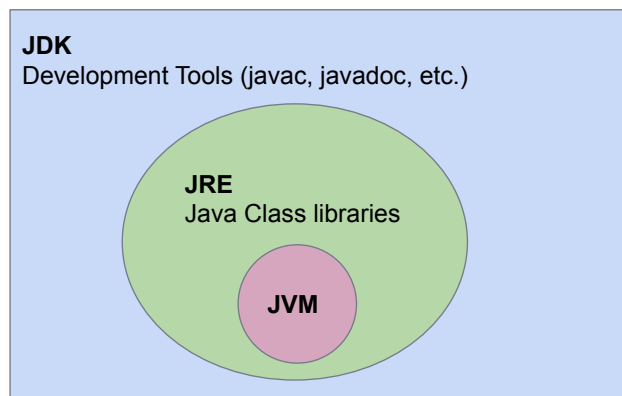 JDK
Development Tools (javac, javadoc, etc.)
JRE
Java Class libraries
JVM